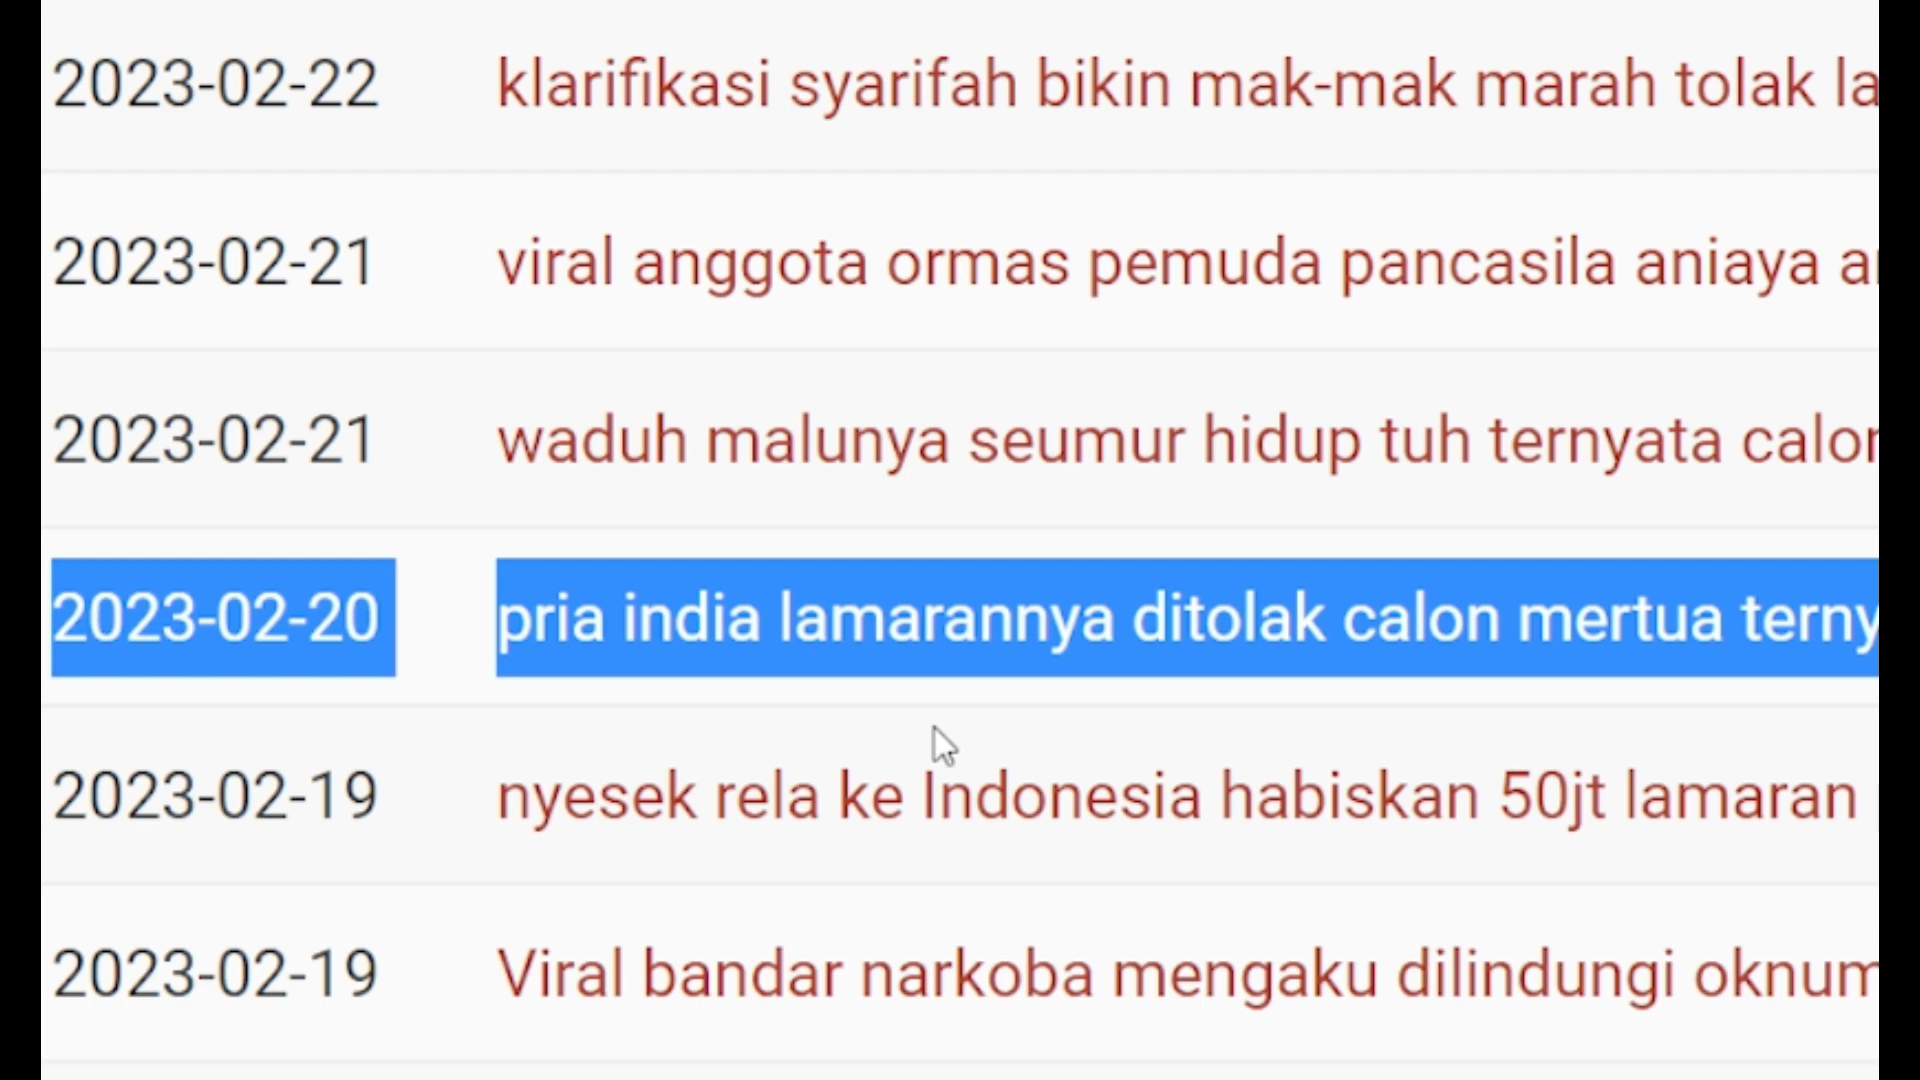 2023-02-22 klarifikasi syarifah bikin mak-mak marah tolak
2023-02-21 viral anggota ormas pemuda pancasila aniaya
2023-02-21 waduh malunya seumur hidup tuh ternyata
2023-02-20 pria india lamarannya ditolak calon mertua
2023-02-19 nyesek rela ke Indonesia habiskan 50jt lamaran
2023-02-19 Viral bandar narkoba mengaku dilindungi